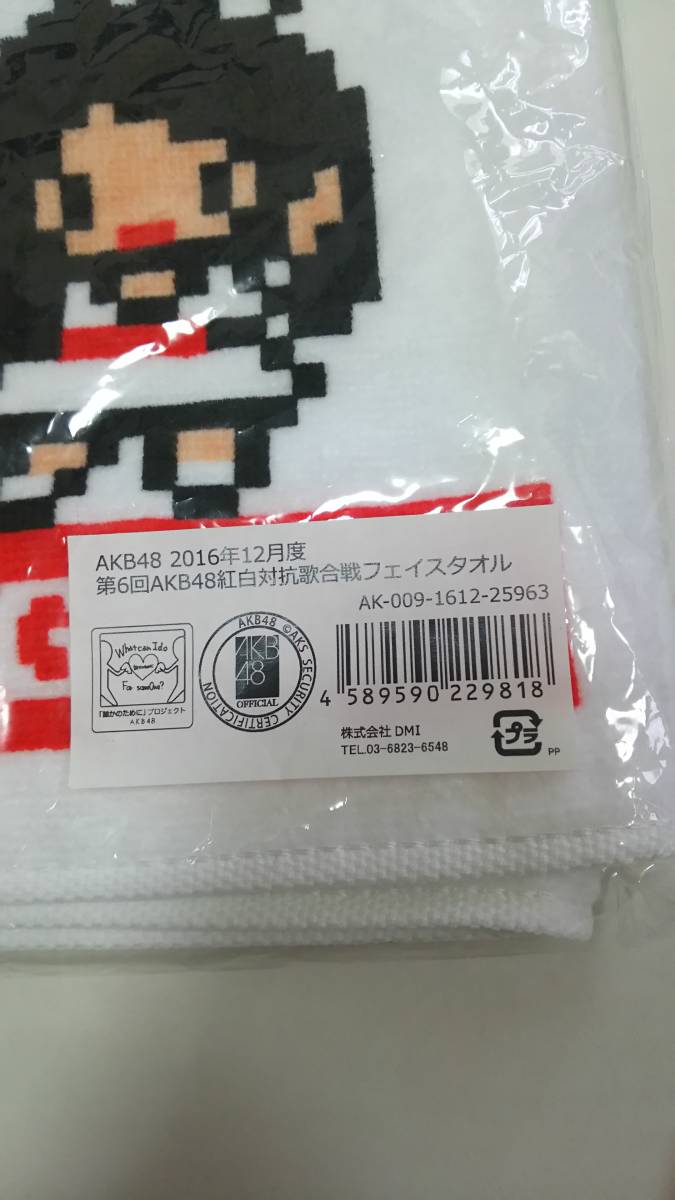 AKB48 2016年12月度
第6回AKB48紅白対抗歌合戦フェイスタオル
AK-009-1612-25963
What can I do
For someone?
「誰かのために」プロジェクト
AKB48
AKB48 ©AKS SECURITY CERTIFICATION
AKB
48
OFFICIAL
4 589590 229818
株式会社 DMI
TEL.03-6823-6548
プラ
PP